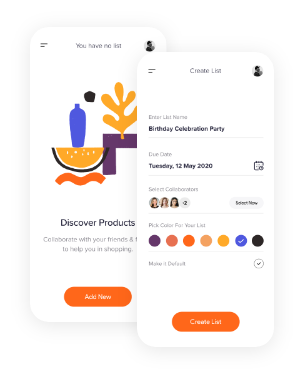 You have no list
Discover Products
Collaborate with your friends &
to help you in shopping.
Add New
Create List
Enter List Name
Birthday Celebration Party
Due Date
Tuesday, 12 May 2020
Select Collaborators
+2
Select New
Pick Color For Your List
Make it Default
Create List